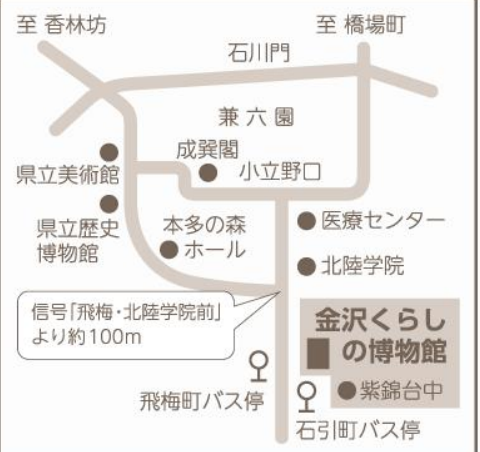 至 香林坊
至 橋場町
石川門
兼六園
成巽閣
小立野口
県立美術館
県立歴史
博物館
本多の森
ホール
医療センター
北陸学院
信号「飛梅・北陸学院前」
より約100m
金沢くらし
の博物館
紫錦台中
飛梅町バス停
石引町バス停